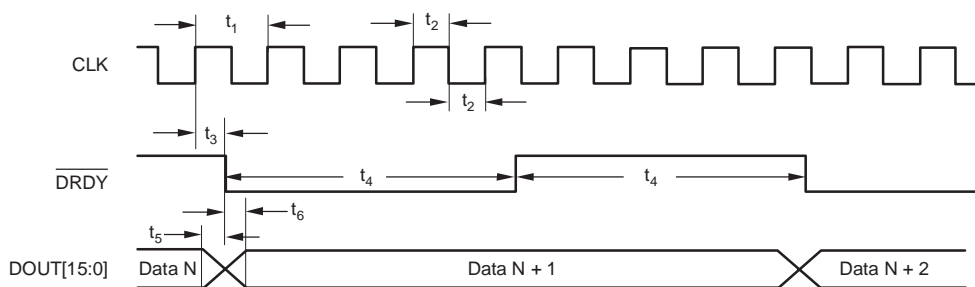 t1
t2
CLK
t2
t3
DRDY
t4
t4
t6
t5
DOUT[15:0]
Data N
Data N + 1
Data N + 2